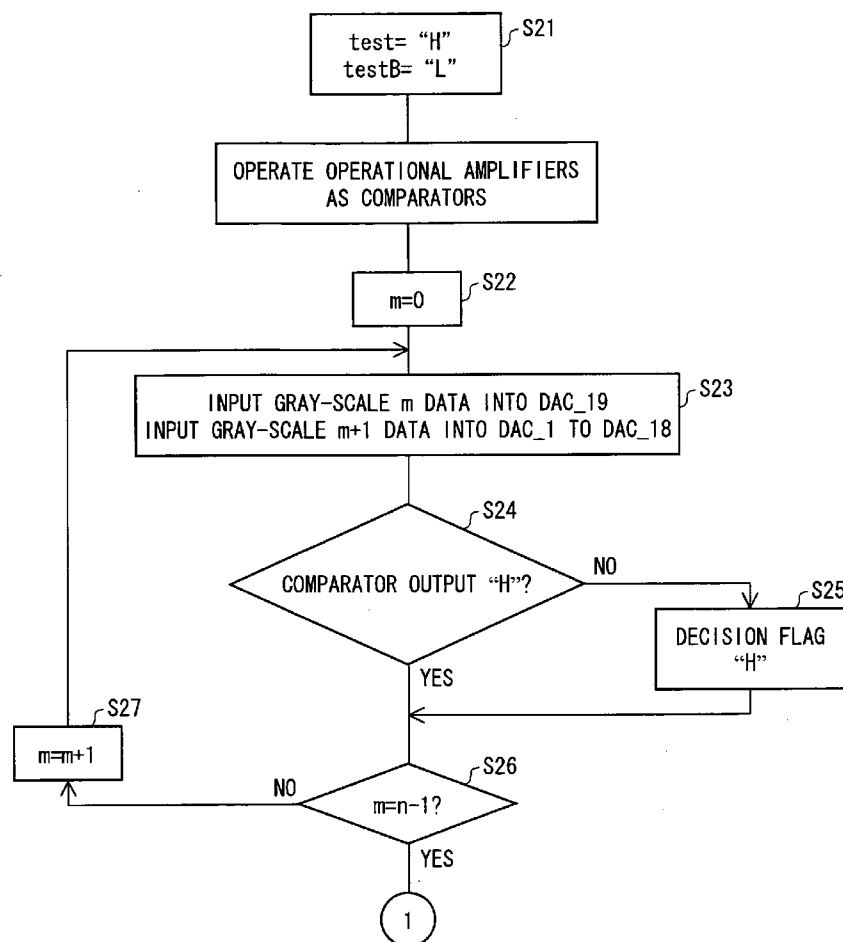 test= “H”
testB= “L”
S21
OPERATE OPERATIONAL AMPLIFIERS
AS COMPARATORS
S22
m=0
INPUT GRAY-SCALE m DATA INTO DAC_19
INPUT GRAY-SCALE m+1 DATA INTO DAC_1 TO DAC_18
S23
S24
COMPARATOR OUTPUT “H”?
NO
S25
DECISION FLAG
“H”
YES
S27
m=m+1
S26
NO
m=n-1?
YES
1